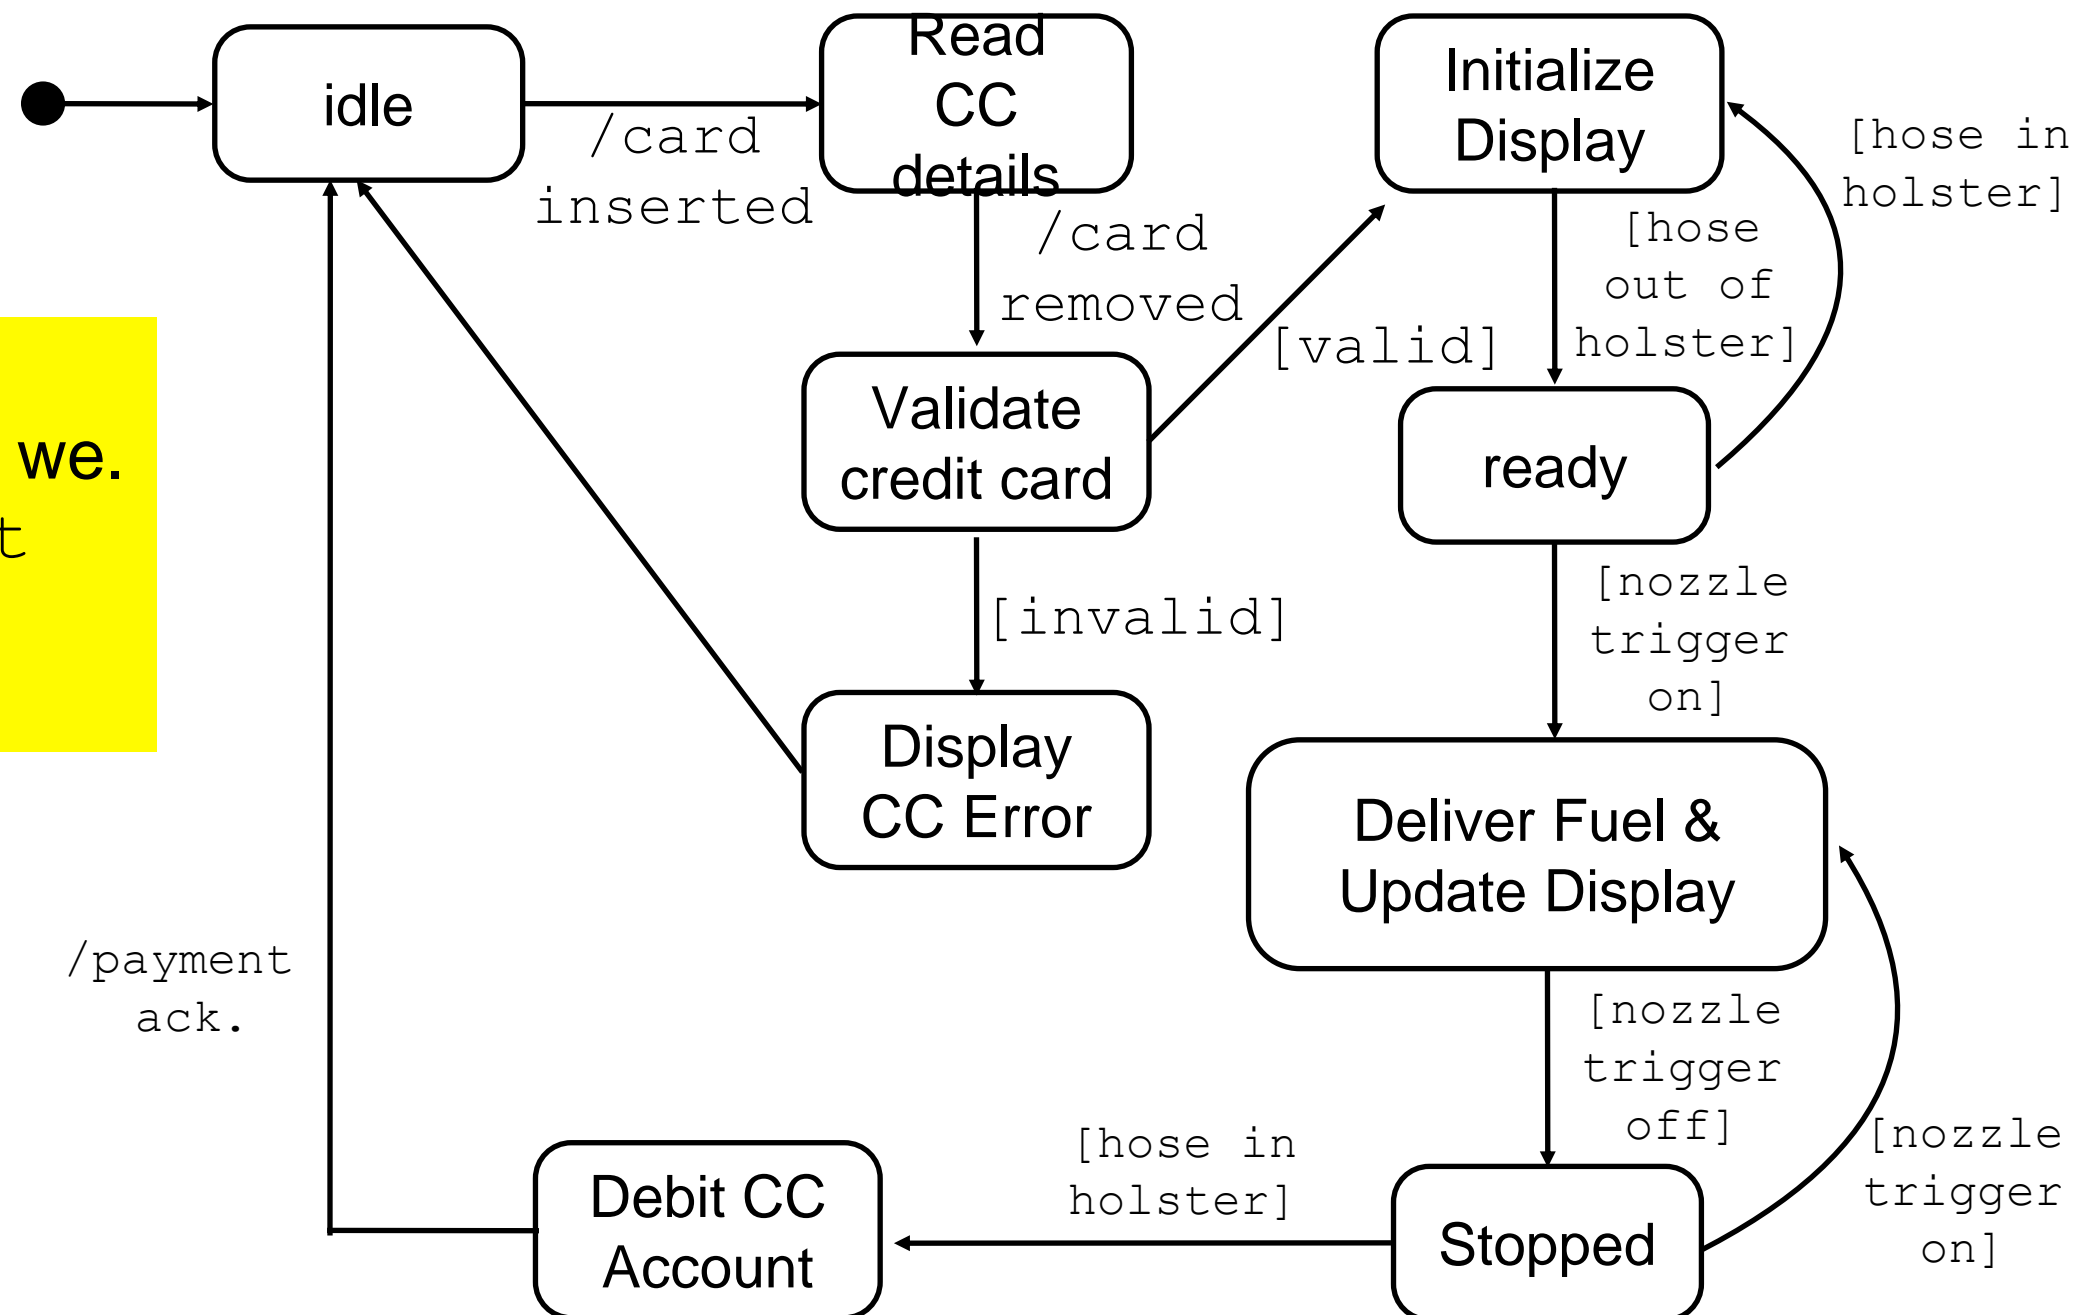 Read
CC
details
Initialize
Display
idle
/card
inserted
[hose in
holster]
/card
removed
[hose
out of
holster]
[valid]
Validate
credit card
ready
we.
[nozzle
trigger
on]
[invalid]
Display
CC Error
Deliver Fuel &
Update Display
/payment
ack.
[nozzle
trigger
off]
[hose in
holster]
[nozzle
trigger
on]
Debit CC
Account
Stopped